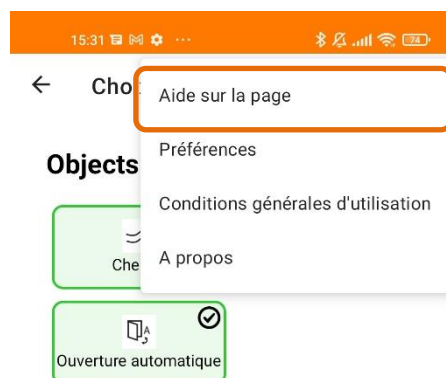 15:31
74
Cho
Aide sur la page
Préférences
Objects
Conditions générales d'utilisation
Che
A propos
Ouverture automatique